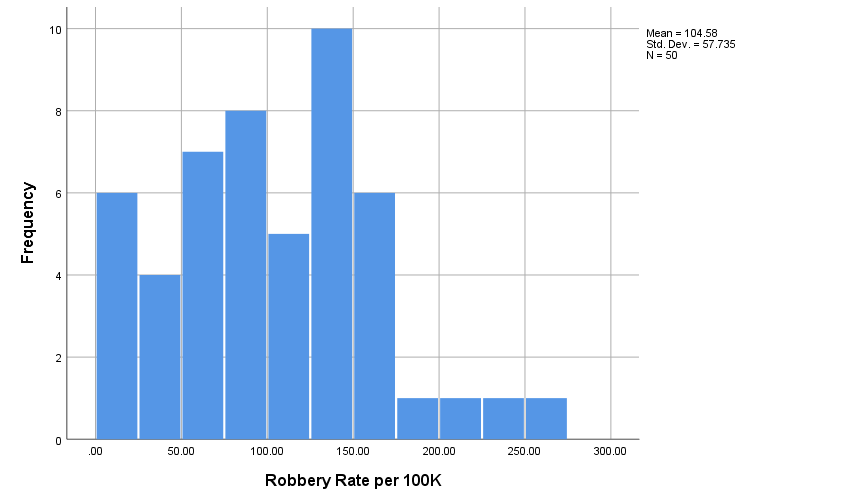 Mean = 104.58
Std. Dev. = 57.735
N = 50
Frequency
10
8
6
4
2
0
.00 50.00 100.00 150.00 200.00 250.00 300.00
Robbery Rate per 100K